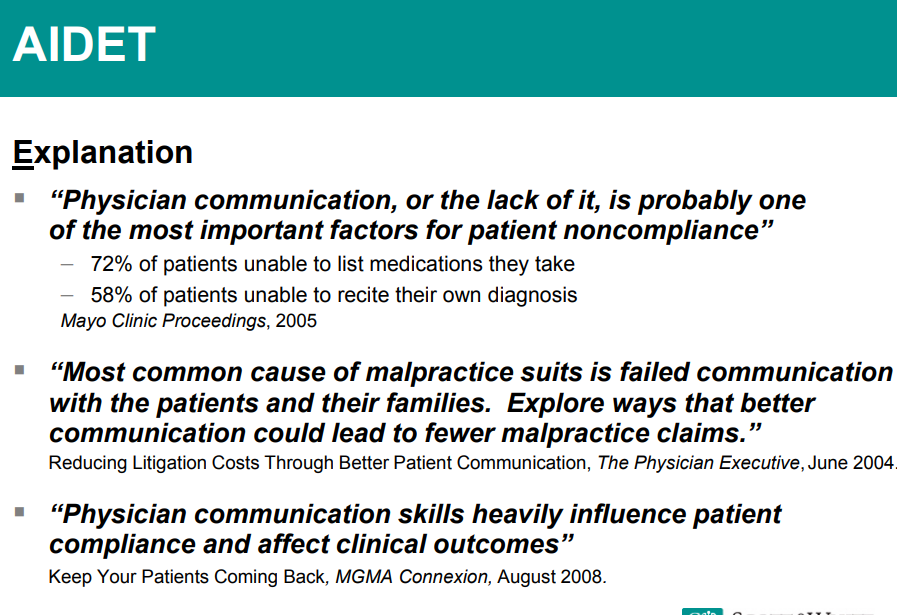 AIDET
Explanation
▪ “Physician communication, or the lack of it, is probably one
of the most important factors for patient noncompliance”
– 72% of patients unable to list medications they take
– 58% of patients unable to recite their own diagnosis
Mayo Clinic Proceedings, 2005
▪ “Most common cause of malpractice suits is failed communication
with the patients and their families.  Explore ways that better
communication could lead to fewer malpractice claims.”
Reducing Litigation Costs Through Better Patient Communication, The Physician Executive, June 2004.
▪ “Physician communication skills heavily influence patient
compliance and affect clinical outcomes”
Keep Your Patients Coming Back, MGMA Connexion, August 2008.